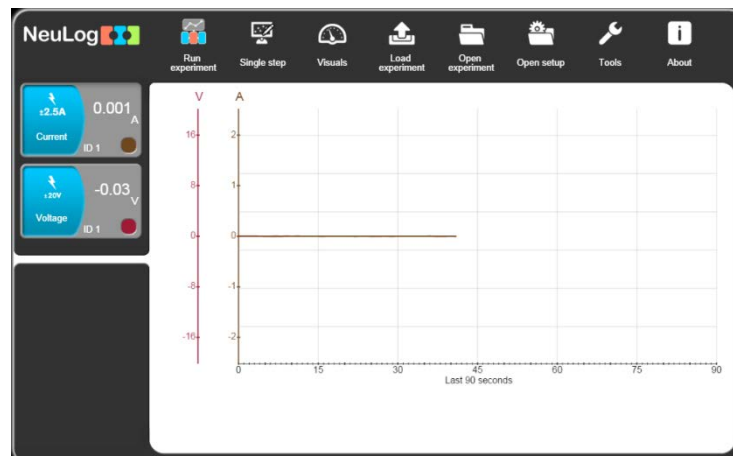 NeuLog
Run
experiment
Single step
Visuals
Load
experiment
Open
experiment
Open setup
Tools
About
±2.5A
0.001
A
Current
ID 1
±20V
-0.03
V
Voltage
ID 1
V
A
16
2
8
1
0
0
-8
-1
-16
-2
0
15
30
45
60
75
90
Last 90 seconds